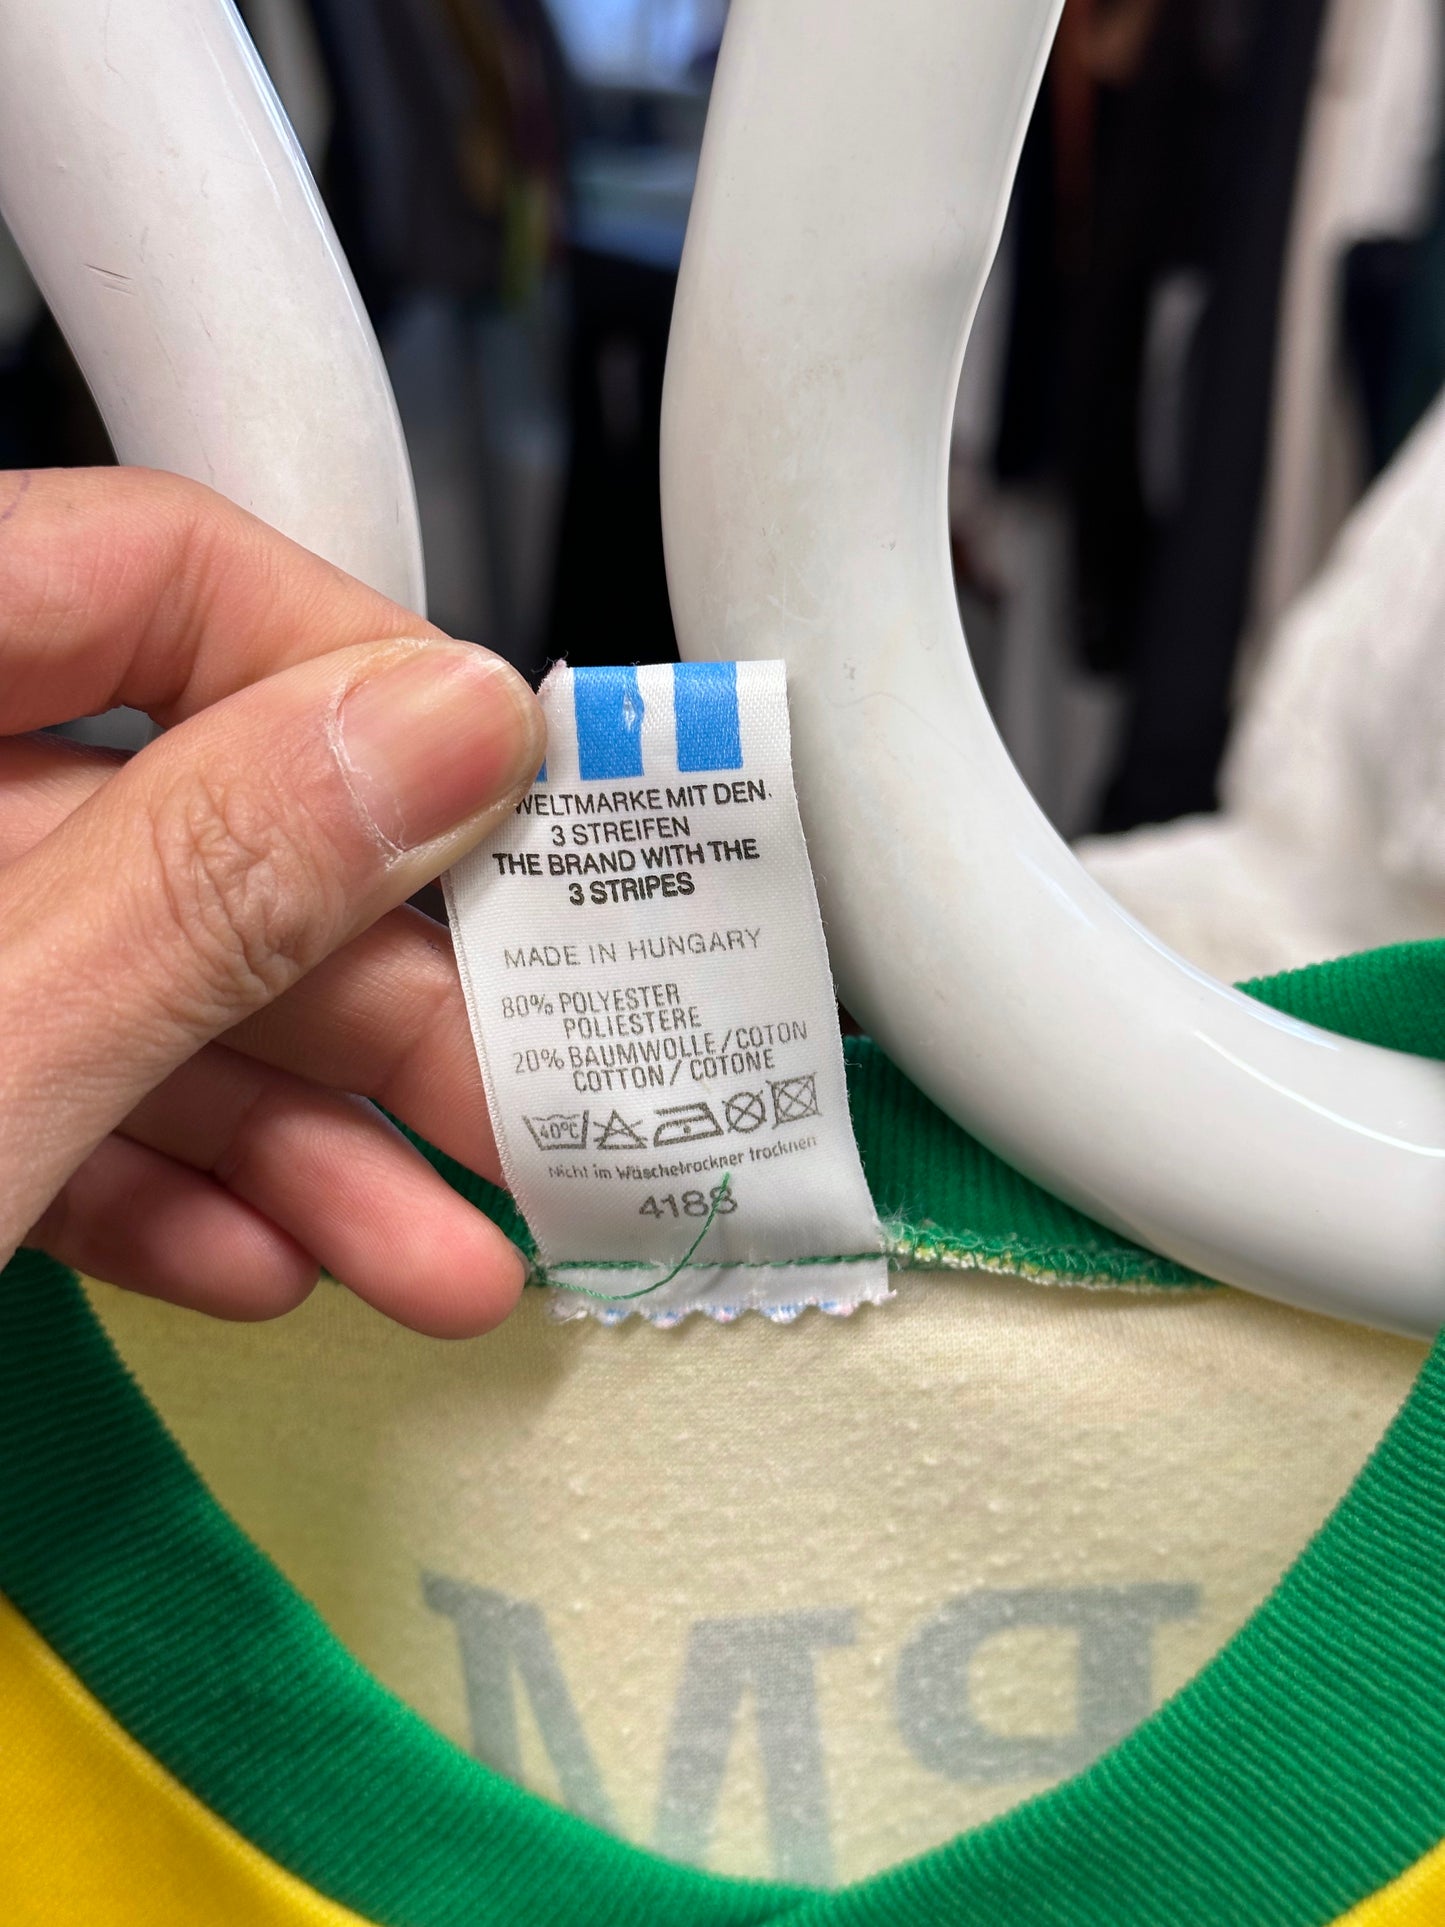 WELTMARKE MIT DEN
3 STREIFEN
THE BRAND WITH THE
3 STRIPES
MADE IN HUNGARY
80% POLYESTER
POLIESTERE
20% BAUMWOLLE/COTON
COTTON/COTONE
40°C
Nicht im Wäschetrockner trocknen
4188